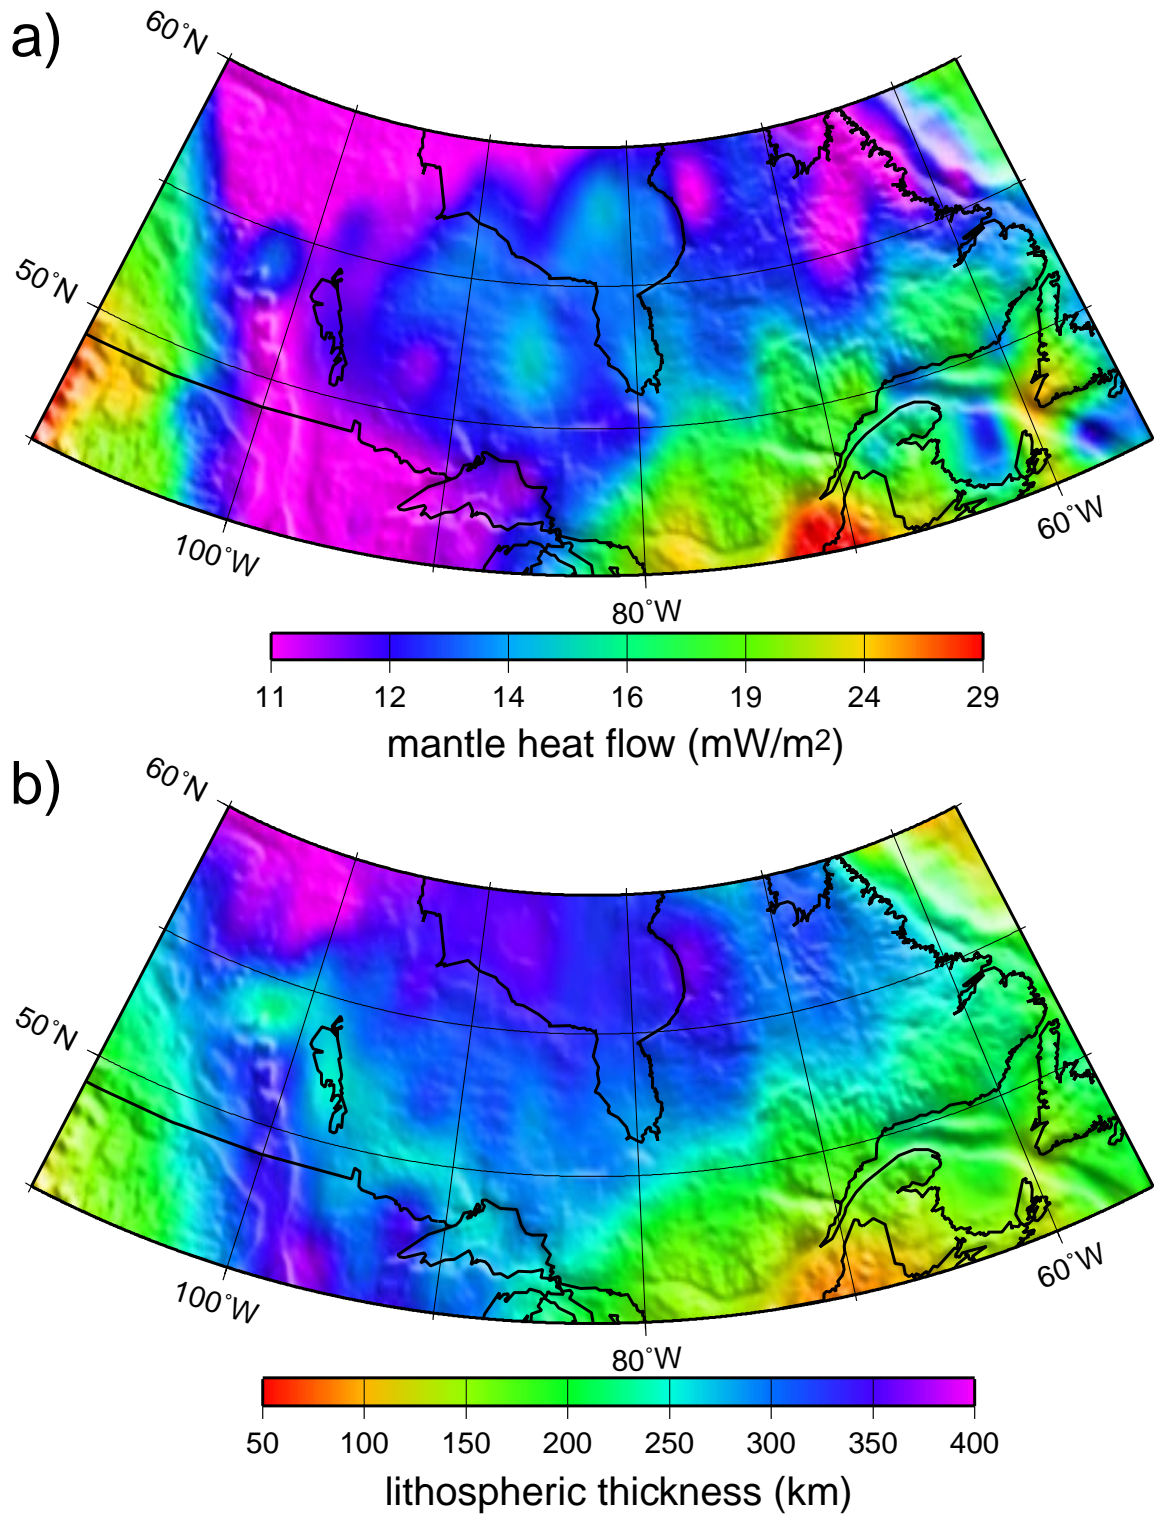 a)
60°N
50°N
100°W
80°W
60°W
11 12 14 16 19 24 29
mantle heat flow (mW/m2)
b)
60°N
50°N
100°W
80°W
60°W
50 100 150 200 250 300 350 400
lithospheric thickness (km)